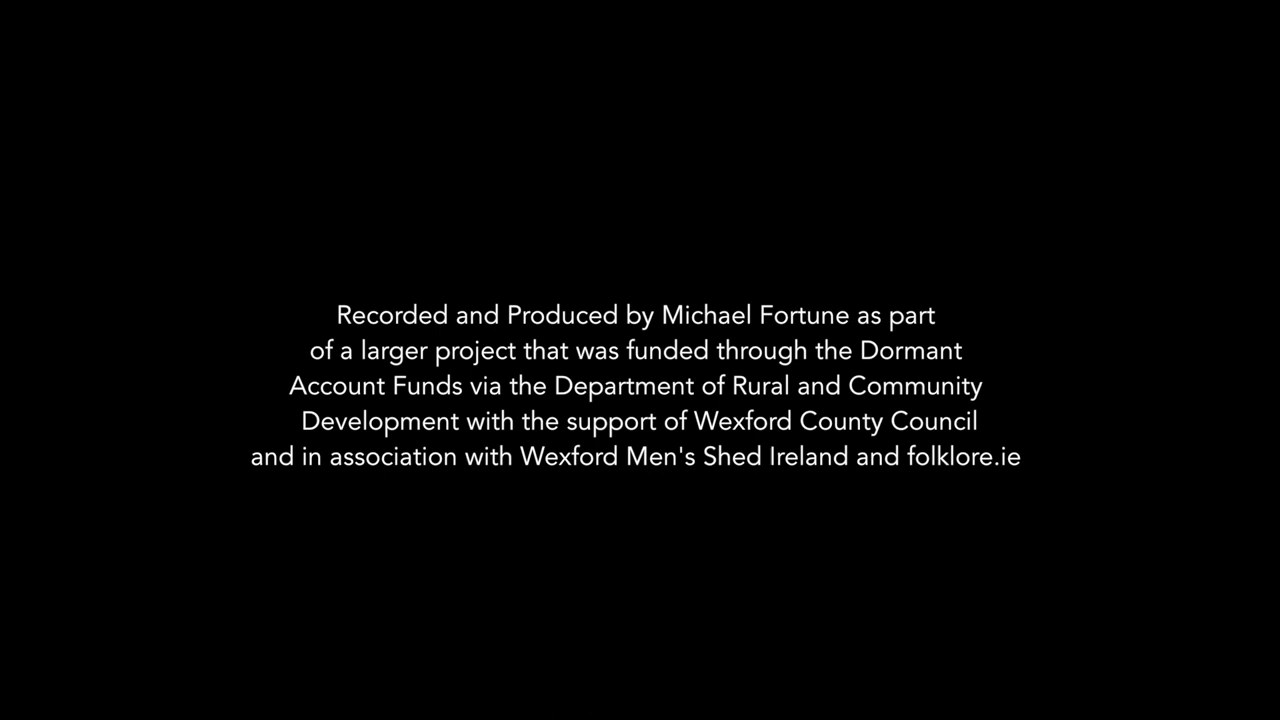 Recorded and Produced by Michael Fortune as part
of a larger project that was funded through the Dormant
Account Funds via the Department of Rural and Community
Development with the support of Wexford County Council
and in association with Wexford Men's Shed Ireland and folklore.ie